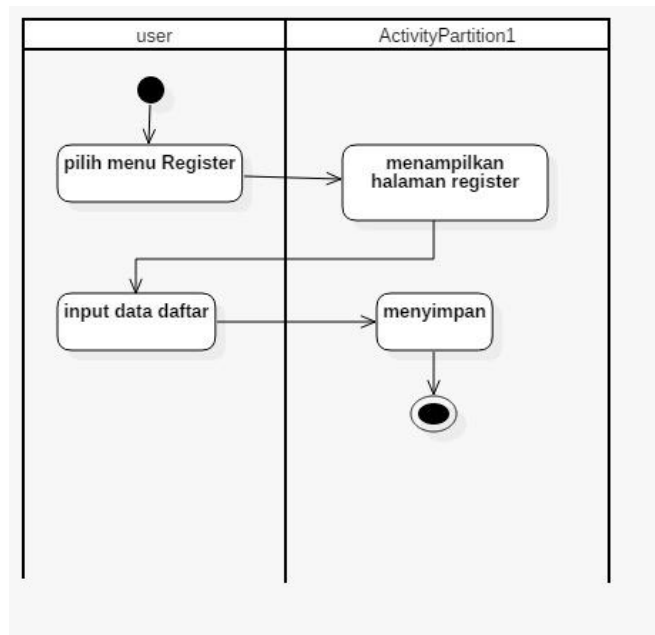 user
ActivityPartition1
pilih menu Register
menampilkan
halaman register
input data daftar
menyimpan